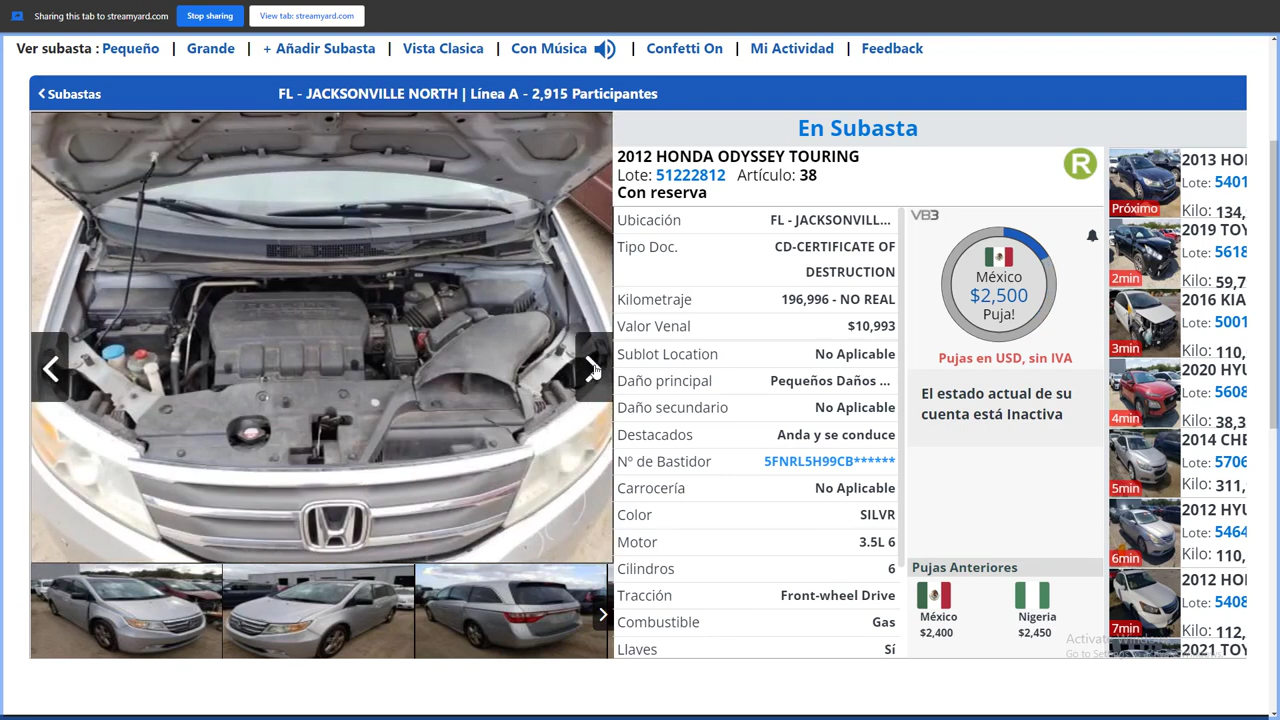 Sharing this tab to streamyard.com Stop sharing View tab: streamyard.com
Ver subasta : Pequeño | Grande | + Añadir Subasta | Vista Clasica | Con Música | Confetti On | Mi Actividad | Feedback
Subastas FL - JACKSONVILLE NORTH | Línea A - 2,915 Participantes
En Subasta
2012 HONDA ODYSSEY TOURING
Lote: 51222812 Artículo: 38
Con reserva
R
Ubicación FL - JACKSONVILL...
Tipo Doc. CD-CERTIFICATE OF
DESTRUCTION
Kilometraje 196,996 - NO REAL
Valor Venal $10,993
Sublot Location No Aplicable
Daño principal Pequeños Daños ...
Daño secundario No Aplicable
Destacados Anda y se conduce
Nº de Bastidor 5FNRL5H99CB******
Carrocería No Aplicable
Color SILVR
Motor 3.5L 6
Cilindros 6
Tracción Front-wheel Drive
Combustible Gas
Llaves Sí
VB3
México
$2,500
Puja!
Pujas en USD, sin IVA
El estado actual de su
cuenta está Inactiva
Pujas Anteriores
México Nigeria
$2,400 $2,450
2013 HO
Lote: 5401
Próximo
Kilo: 134,
2019 TOY
Lote: 5618
2min
Kilo: 59,7
2016 KIA
Lote: 5001
3min
Kilo: 110,
2020 HYU
Lote: 5608
4min
Kilo: 38,3
2014 CHE
Lote: 5706
5min
Kilo: 311,
2012 HYU
Lote: 5464
6min
Kilo: 110,
2012 HO
Lote: 5408
7min
Kilo: 112,
2021 TOY
Activate Windows